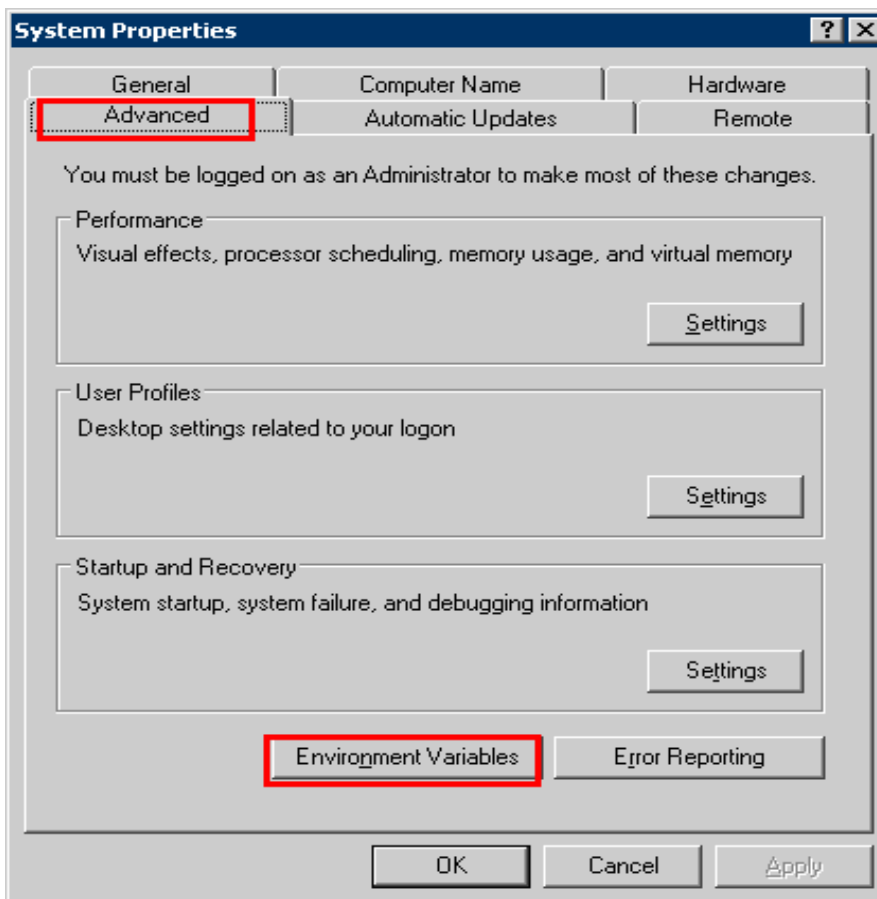 System Properties
General Computer Name Hardware
Advanced Automatic Updates Remote
You must be logged on as an Administrator to make most of these changes.
Performance
Visual effects, processor scheduling, memory usage, and virtual memory
Settings
User Profiles
Desktop settings related to your logon
Settings
Startup and Recovery
System startup, system failure, and debugging information
Settings
Environment Variables Error Reporting
OK Cancel Apply